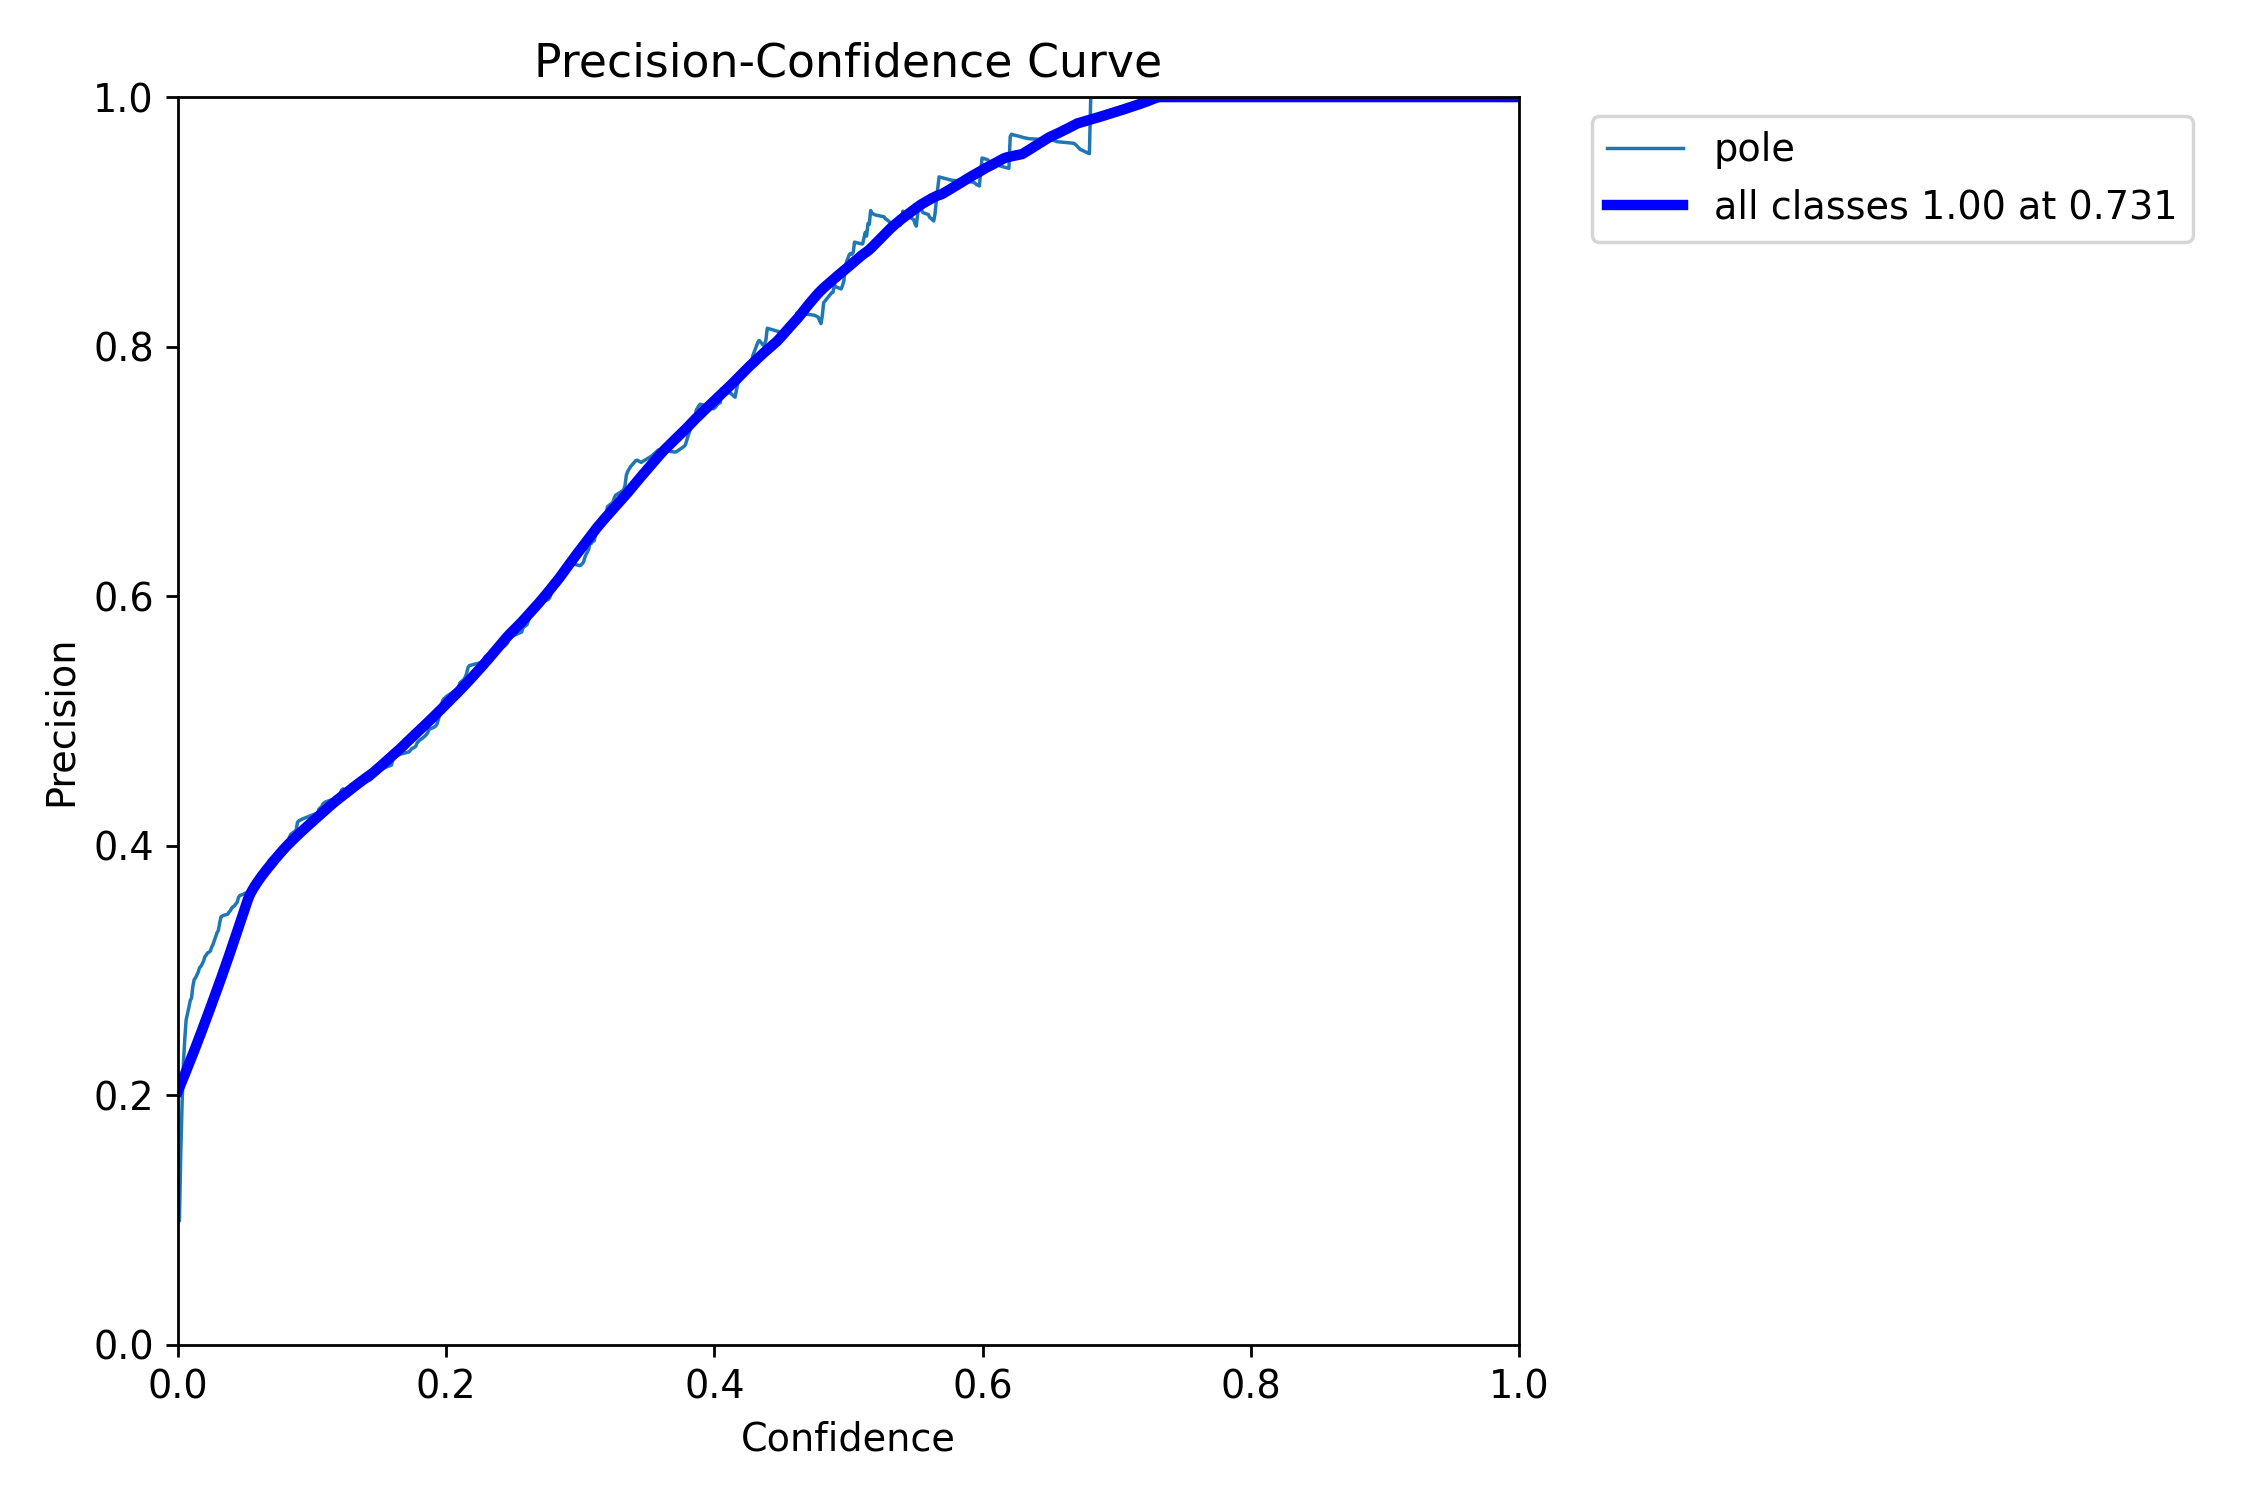 Precision-Confidence Curve
1.0
0.8
0.6
0.4
0.2
0.0
Precision
0.0 0.2 0.4 0.6 0.8 1.0
Confidence
pole
all classes 1.00 at 0.731